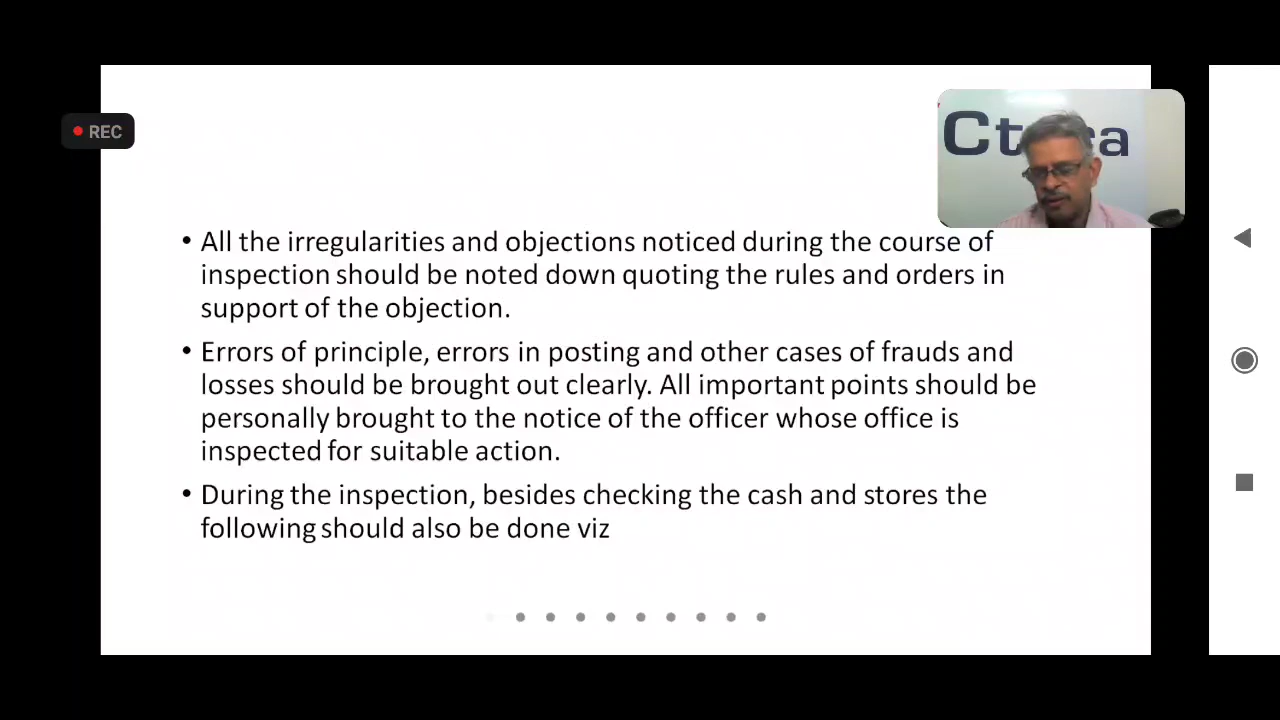 REC
• All the irregularities and objections noticed during the course of
inspection should be noted down quoting the rules and orders in
support of the objection.
• Errors of principle, errors in posting and other cases of frauds and
losses should be brought out clearly. All important points should be
personally brought to the notice of the officer whose office is
inspected for suitable action.
• During the inspection, besides checking the cash and stores the
following should also be done viz